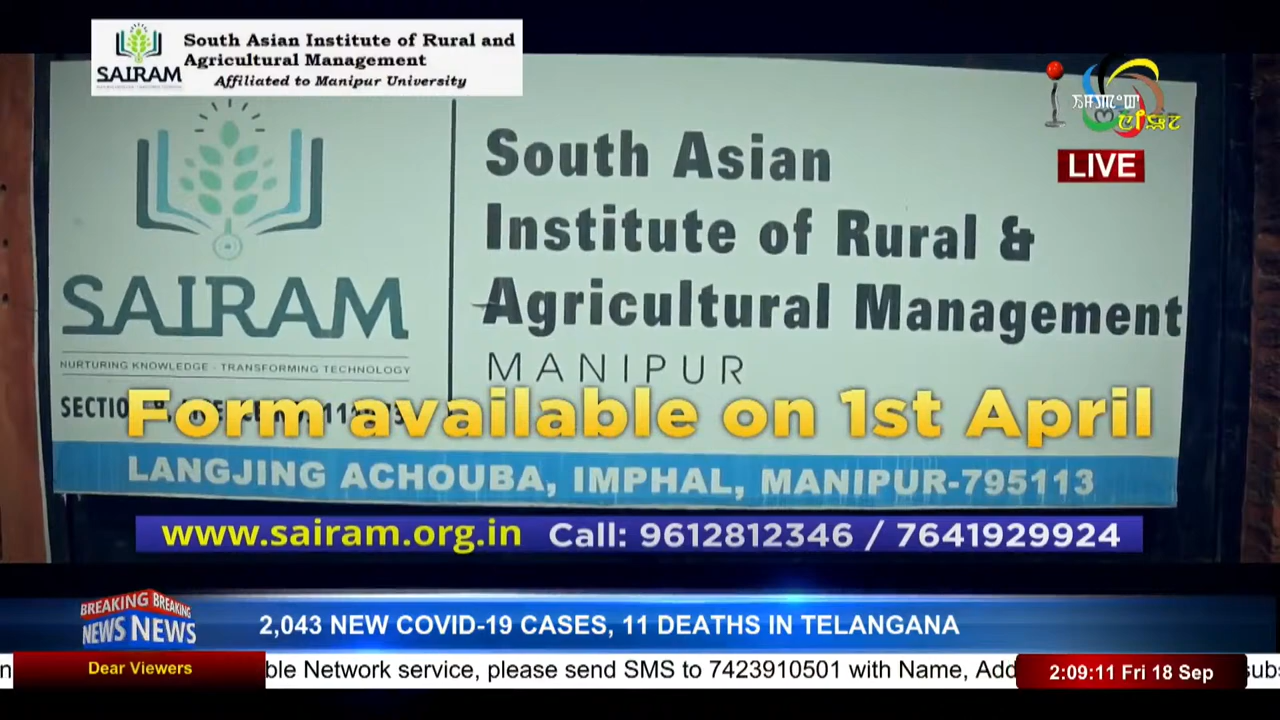 SAIRAM
South Asian Institute of Rural and
Agricultural Management
Affiliated to Manipur University
LIVE
SAIRAM
NURTURING KNOWLEDGE - TRANSFORMING TECHNOLOGY
South Asian
Institute of Rural &
Agricultural Management
MANIPUR
Form available on 1st April
LANGJING ACHOUBA, IMPHAL, MANIPUR-795113
www.sairam.org.in Call: 9612812346 / 7641929924
BREAKING BREAKING
NEWS NEWS
2,043 NEW COVID-19 CASES, 11 DEATHS IN TELANGANA
Dear Viewers
Network service, please send SMS to 7423910501 with Name,
2:09:11 Fri 18 Sep